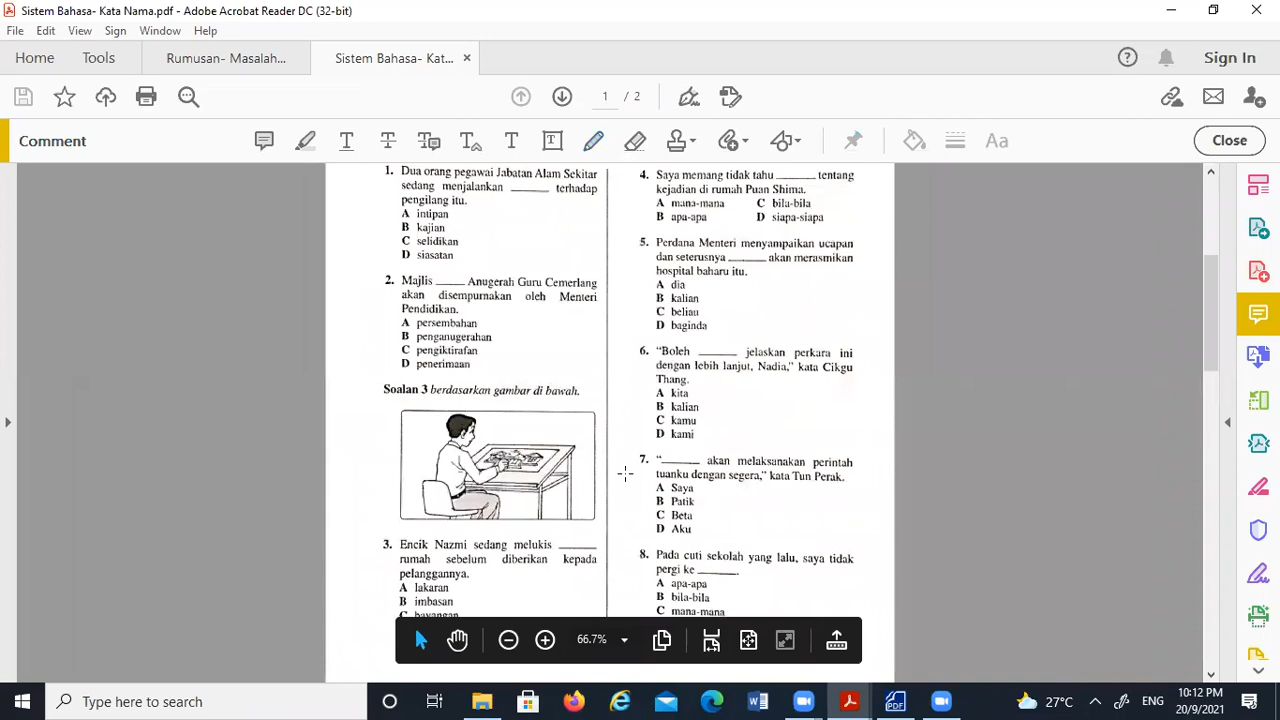 Sistem Bahasa- Kata Nama.pdf - Adobe Acrobat Reader DC (32-bit)
File Edit View Sign Window Help
Home Tools Rumusan- Masalah... Sistem Bahasa- Kat... × Sign In
1 / 2
Comment Close
1. Dua orang pegawai Jabatan Alam Sekitar
sedang menjalankan ______ terhadap
pengilang itu.
A intipan
B kajian
C selidikan
D siasatan
2. Majlis _____ Anugerah Guru Cemerlang
akan disempurnakan oleh Menteri
Pendidikan.
A persembahan
B penganugerahan
C pengiktirafan
D penerimaan
Soalan 3 berdasarkan gambar di bawah.
3. Encik Nazmi sedang melukis ______
rumah sebelum diberikan kepada
pelanggannya.
A lakaran
B imbasan
C bayangan
4. Saya memang tidak tahu ______ tentang
kejadian di rumah Puan Shima.
A mana-mana C bila-bila
B apa-apa D siapa-siapa
5. Perdana Menteri menyampaikan ucapan
dan seterusnya ______ akan merasmikan
hospital baharu itu.
A dia
B kalian
C beliau
D baginda
6. “Boleh ______ jelaskan perkara ini
dengan lebih lanjut, Nadia,” kata Cikgu
Thang.
A kita
B kalian
C kamu
D kami
7. “______ akan melaksanakan perintah
tuanku dengan segera,” kata Tun Perak.
A Saya
B Patik
C Beta
D Aku
8. Pada cuti sekolah yang lalu, saya tidak
pergi ke ______.
A apa-apa
B bila-bila
C mana-mana
66.7%
Type here to search
27°C ENG
10:12 PM
20/9/2021